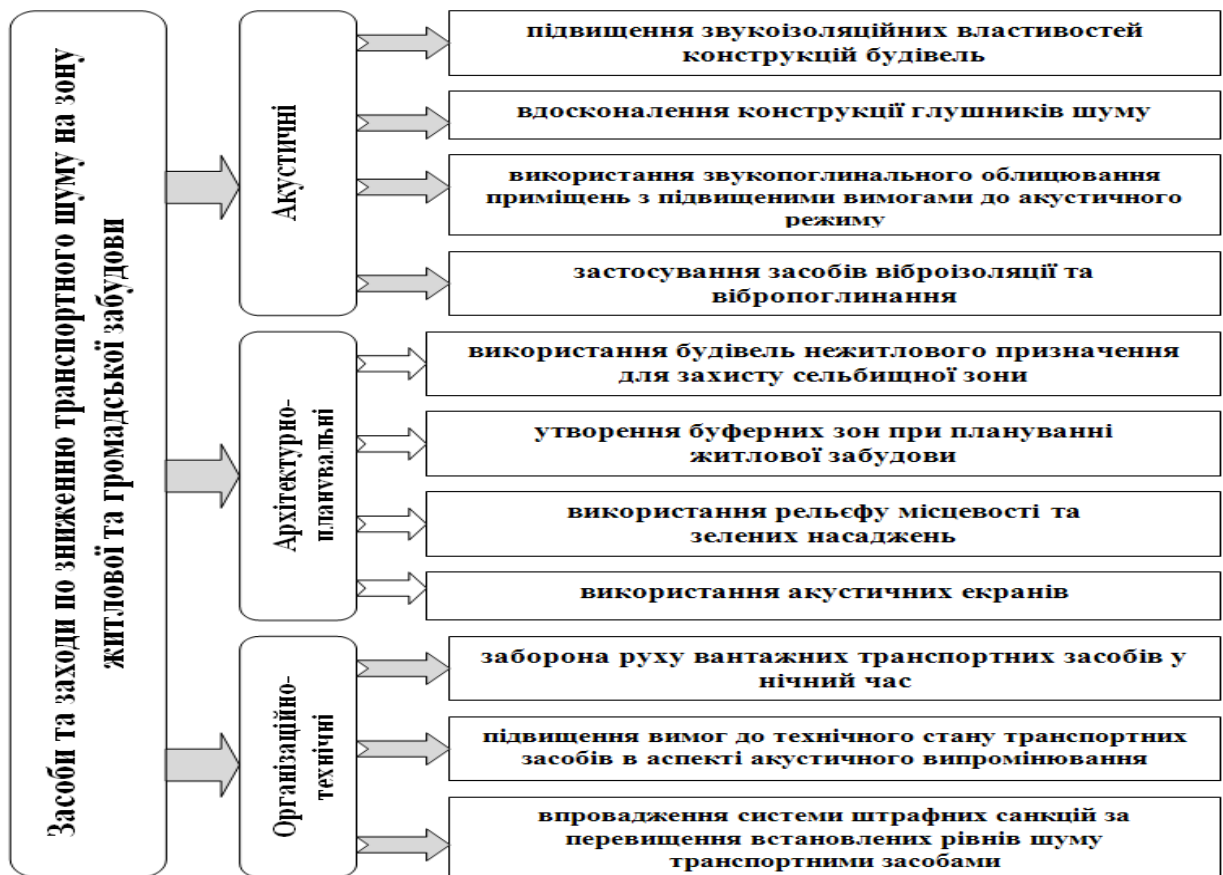 Засоби та заходи по зниженню транспортного шуму на зону
житлової та громадської забудови
Акустичні
підвищення звукоізоляційних властивостей
конструкцій будівель
вдосконалення конструкції глушників шуму
використання звукопоглинального облицювання
приміщень з підвищеними вимогами до акустичного
режиму
застосування засобів віброізоляції та
вібропоглинання
Архітектурно-
планувальні
використання будівель нежитлового призначення
для захисту сельбищної зони
утворення буферних зон при плануванні
житлової забудови
використання рельєфу місцевості та
зелених насаджень
використання акустичних екранів
Організаційно-
технічні
заборона руху вантажних транспортних засобів у
нічний час
підвищення вимог до технічного стану транспортних
засобів в аспекті акустичного випромінювання
впровадження системи штрафних санкцій за
перевищення встановлених рівнів шуму
транспортними засобами